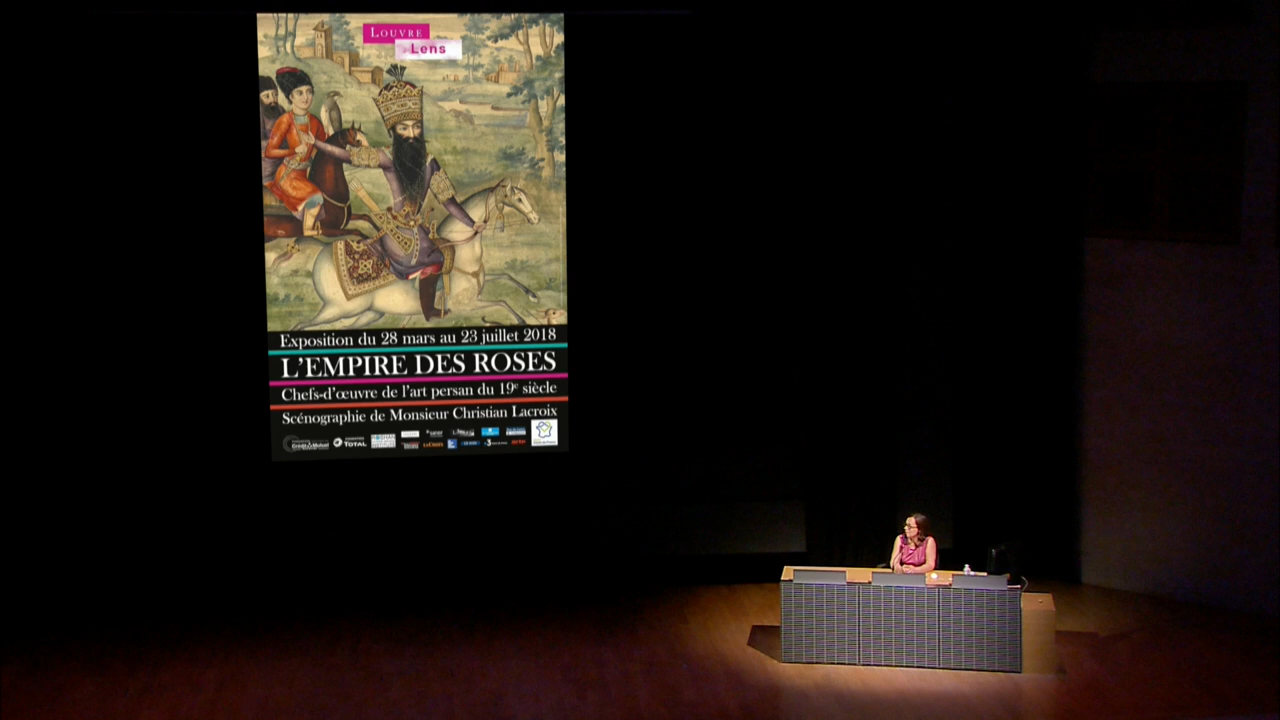 LOUVRE
Lens
Exposition du 28 mars au 23 juillet 2018
L'EMPIRE DES ROSES
Chefs-d'œuvre de l'art persan du 19e siècle
Scénographie de Monsieur Christian Lacroix
TOTAL